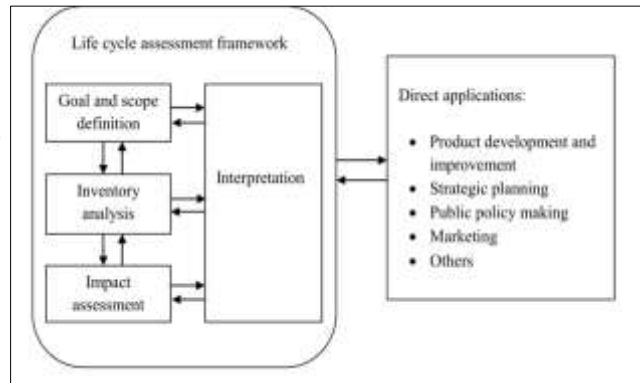 Life cycle assessment framework
Goal and scope
definition
Inventory
analysis
Impact
assessment
Interpretation
Direct applications:
• Product development and
improvement
• Strategic planning
• Public policy making
• Marketing
• Others